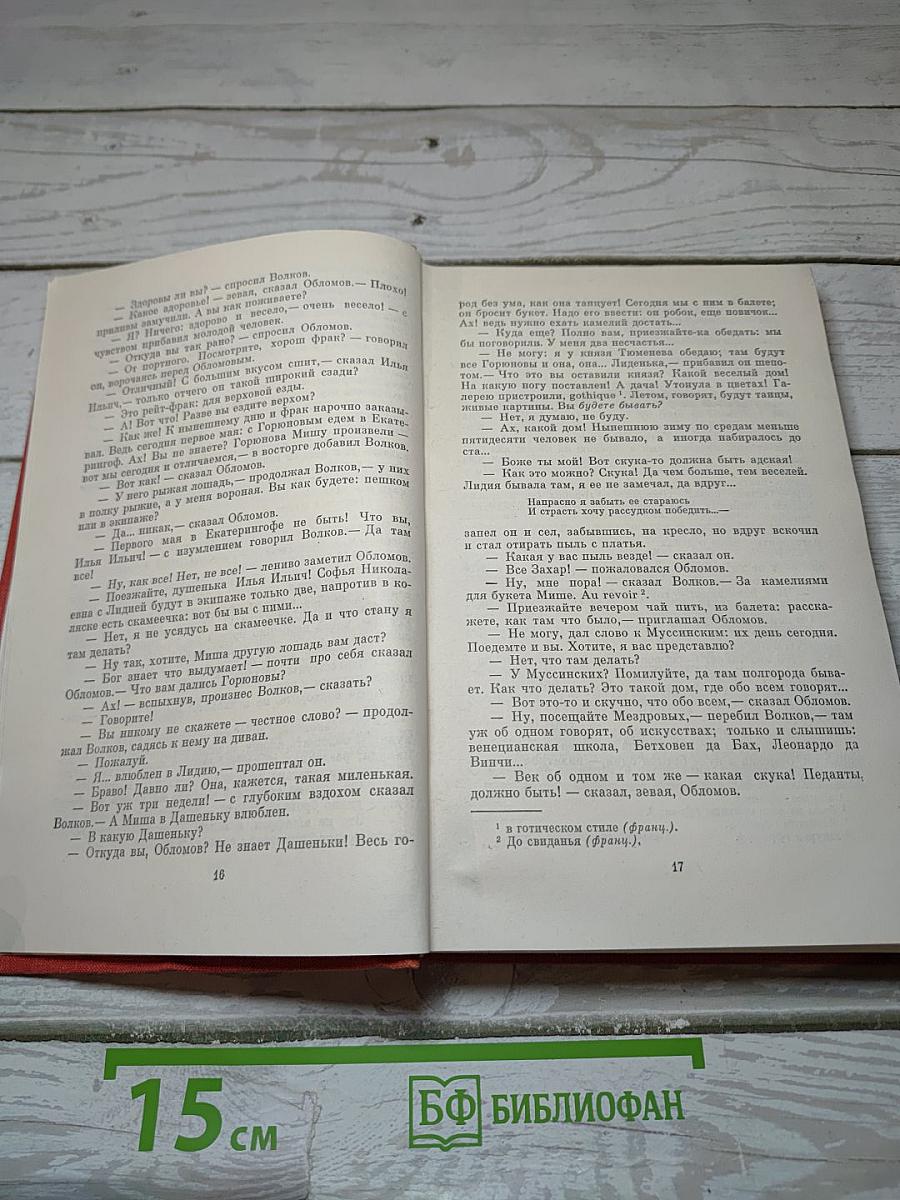 — Здоровы ли вы? — спросил Волков.
— Какое здоровье! — зевая, сказал Обломов.— Плохо!
приливы замучили. А вы как поживаете?
— Я? Ничего: здорово и весело,— очень весело! — с
чувством прибавил молодой человек.
— Откуда вы так рано? — спросил Обломов.
— От портного. Посмотрите, хорош фрак? — говорил
он, ворочаясь перед Обломовым.
— Отличный! С большим вкусом сшит,— сказал Илья
Ильич,— только отчего он такой широкий сзади?
— Это рейт-фрак: для верховой езды.
— А! Вот что! Разве вы ездите верхом?
— Как же! К нынешнему дню и фрак нарочно заказы-
вал. Ведь сегодня первое мая: с Горюновым едем в Екате-
рингоф. Ах! Вы не знаете? Горюнова Мишу произвели —
вот мы сегодня и отличаемся,— в восторге добавил Волков.
— Вот как! — сказал Обломов.
— У него рыжая лошадь,— продолжал Волков,— у них
в полку рыжие, а у меня вороная. Вы как будете: пешком
или в экипаже?
— Да... никак,— сказал Обломов.
— Первого мая в Екатерингофе не быть! Что вы,
Илья Ильич! — с изумлением говорил Волков.— Да там
все!
— Ну, как все! Нет, не все! — лениво заметил Обломов.
— Поезжайте, душенька Илья Ильич! Софья Никола-
евна с Лидией будут в экипаже только две, напротив в ко-
ляске есть скамеечка: вот бы вы с ними...
— Нет, я не усядусь на скамеечке. Да и что стану я
там делать?
— Ну так, хотите, Миша другую лошадь вам даст?
— Бог знает что выдумает! — почти про себя сказал
Обломов.— Что вам дались Горюновы?
— Ах! — вспыхнув, произнес Волков,— сказать?
— Говорите!
— Вы никому не скажете — честное слово? — продол-
жал Волков, садясь к нему на диван.
— Пожалуй.
— Я... влюблен в Лидию,— прошептал он.
— Браво! Давно ли? Она, кажется, такая миленькая.
— Вот уж три недели! — с глубоким вздохом сказал
Волков.— А Миша в Дашеньку влюблен.
— В какую Дашеньку?
— Откуда вы, Обломов? Не знает Дашеньки! Весь го-
16
род без ума, как она танцует! Сегодня мы с ним в балете;
он бросит букет. Надо его ввести: он робок, еще новичок...
Ах! ведь нужно ехать камелий достать...
— Куда еще? Полно вам, приезжайте-ка обедать: мы
бы поговорили. У меня два несчастья...
— Не могу: я у князя Тюменева обедаю; там будут
все Горюновы и она, она... Лиденька,— прибавил он шепо-
том.— Что это вы оставили князя? Какой веселый дом!
На какую ногу поставлен! А дача! Утонула в цветах! Га-
лерею пристроили, gothique ¹. Летом, говорят, будут танцы,
живые картины. Вы будете бывать?
— Нет, я думаю, не буду.
— Ах, какой дом! Нынешнюю зиму по средам меньше
пятидесяти человек не бывало, а иногда набиралось до
ста...
— Боже ты мой! Вот скука-то должна быть адская!
— Как это можно? Скука! Да чем больше, тем веселей.
Лидия бывала там, я ее не замечал, да вдруг...
Напрасно я забыть ее стараюсь
И страсть хочу рассудком победить...—
запел он и сел, забывшись, на кресло, но вдруг вскочил
и стал отирать пыль с платья.
— Какая у вас пыль везде! — сказал он.
— Все Захар! — пожаловался Обломов.
— Ну, мне пора! — сказал Волков.— За камелиями
для букета Мише. Au revoir ².
— Приезжайте вечером чай пить, из балета: расска-
жете, как там что было,— приглашал Обломов.
— Не могу, дал слово к Муссинским: их день сегодня.
Поедемте и вы. Хотите, я вас представлю?
— Нет, что там делать?
— У Муссинских? Помилуйте, да там полгорода быва-
ет. Как что делать? Это такой дом, где обо всем говорят...
— Вот это-то и скучно, что обо всем,— сказал Обломов.
— Ну, посещайте Мездровых,— перебил Волков,— там
уж об одном говорят, об искусствах; только и слышишь:
венецианская школа, Бетховен да Бах, Леонардо да
Винчи...
— Век об одном и том же — какая скука! Педанты,
должно быть! — сказал, зевая, Обломов.
¹ в готическом стиле (франц.).
² До свиданья (франц.).
17
15 см
БФ БИБЛИОФАН